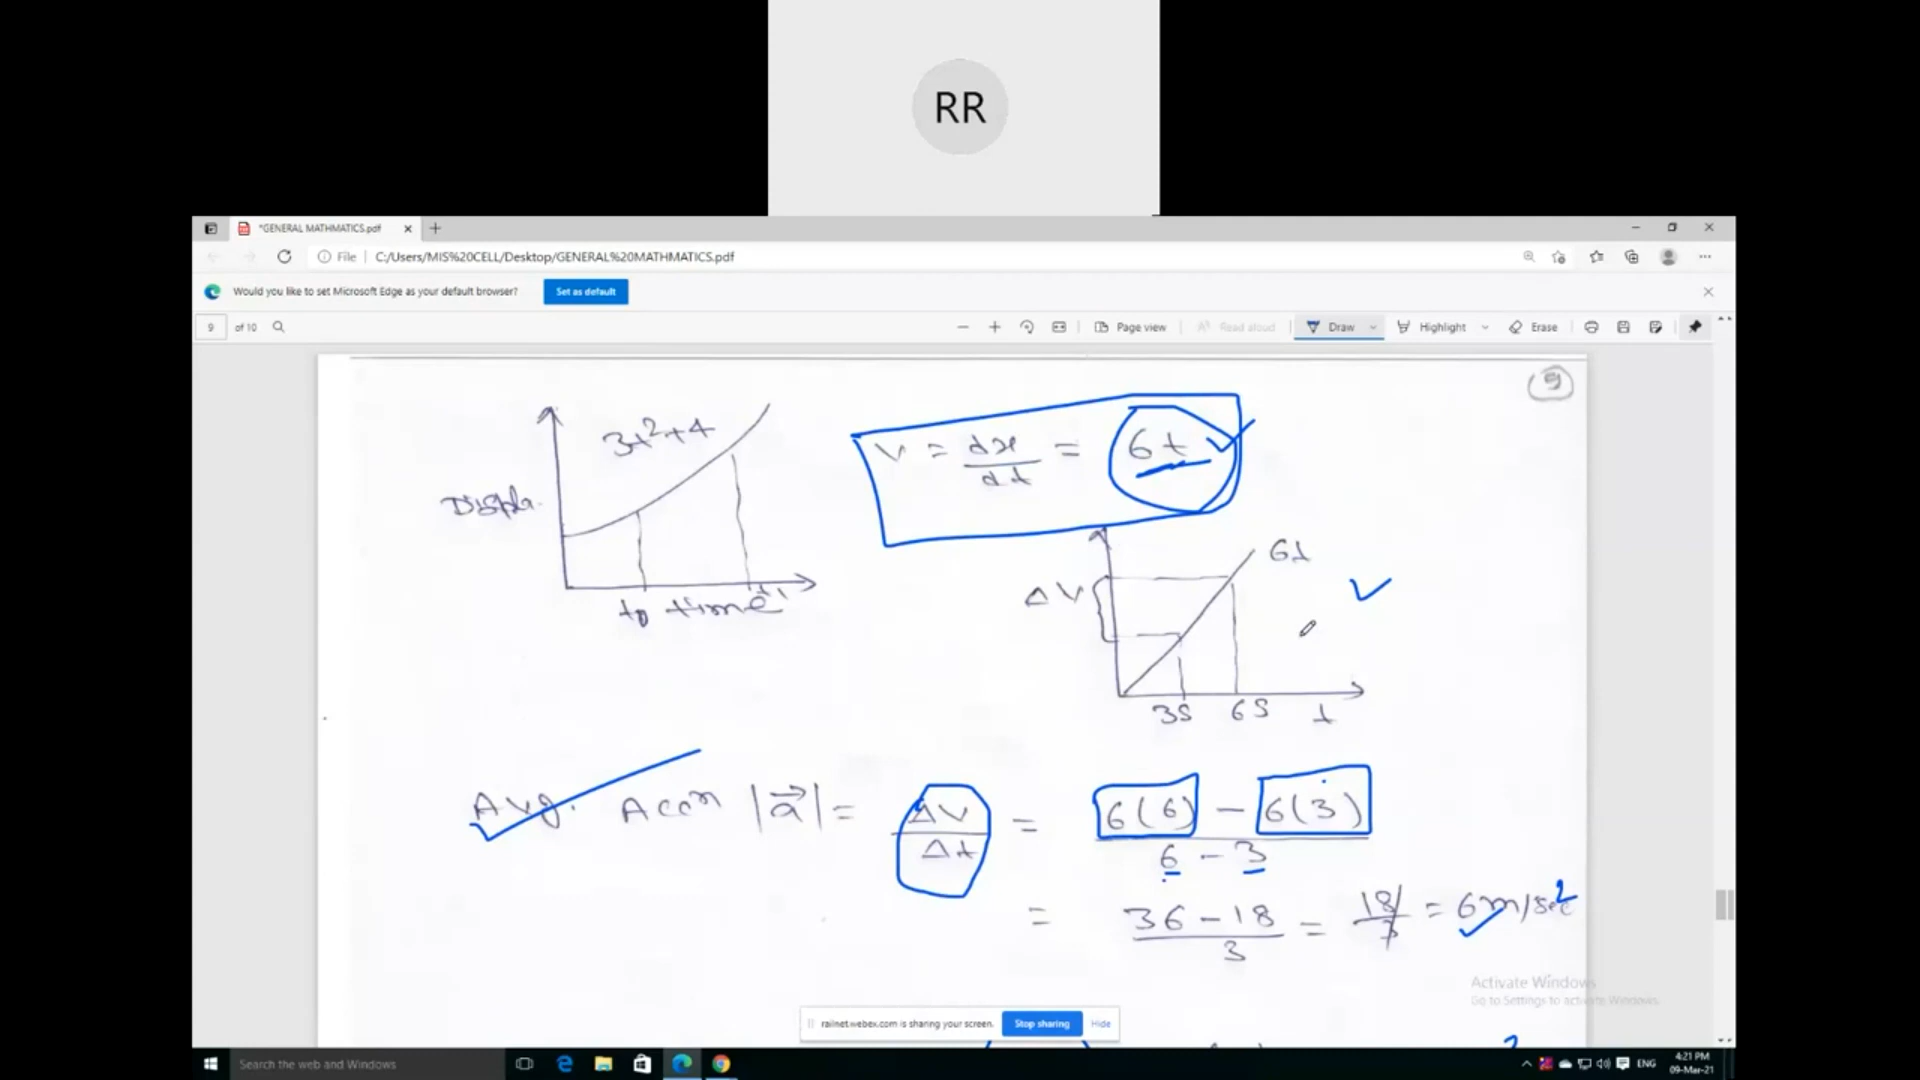 RR
*GENERAL MATHMATICS.pdf
File C:/Users/MIS%20CELL/Desktop/GENERAL%20MATHMATICS.pdf
Would you like to set Microsoft Edge as your default browser? Set as default
9 of 10 Page view Read aloud Draw Highlight Erase
9
3t²+4
Displa.
to time t1
V = dx/dt = 6t
ΔV
6t
3S 6S t
Avg. Accn |a⃗| = ΔV/Δt = 6(6) - 6(3) / 6 - 3
= 36-18/3 = 18/3 = 6m/sec²
Activate Windows
Go to Settings to activate Windows.
railnet.webex.com is sharing your screen. Stop sharing Hide
Search the web and Windows
ENG
4:21 PM
09-Mar-21